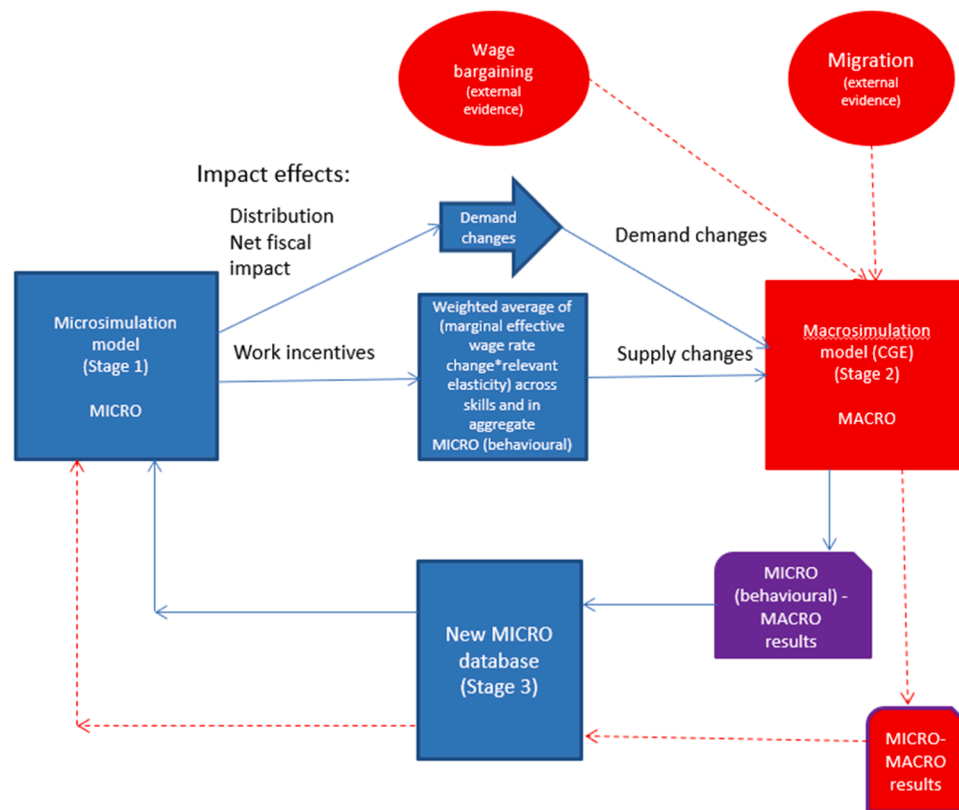 Wage
bargaining
(external
evidence)
Migration
(external
evidence)
Impact effects:
Distribution
Net fiscal
impact
Demand
changes
Demand changes
Microsimulation
model
(Stage 1)
MICRO
Work incentives
Weighted average of
(marginal effective
wage rate
change*relevant
elasticity) across
skills and in
aggregate
MICRO (behavioural)
Supply changes
Macrosimulation
model (CGE)
(Stage 2)
MACRO
MICRO
(behavioural) -
MACRO
results
New MICRO
database
(Stage 3)
MICRO-
MACRO
results